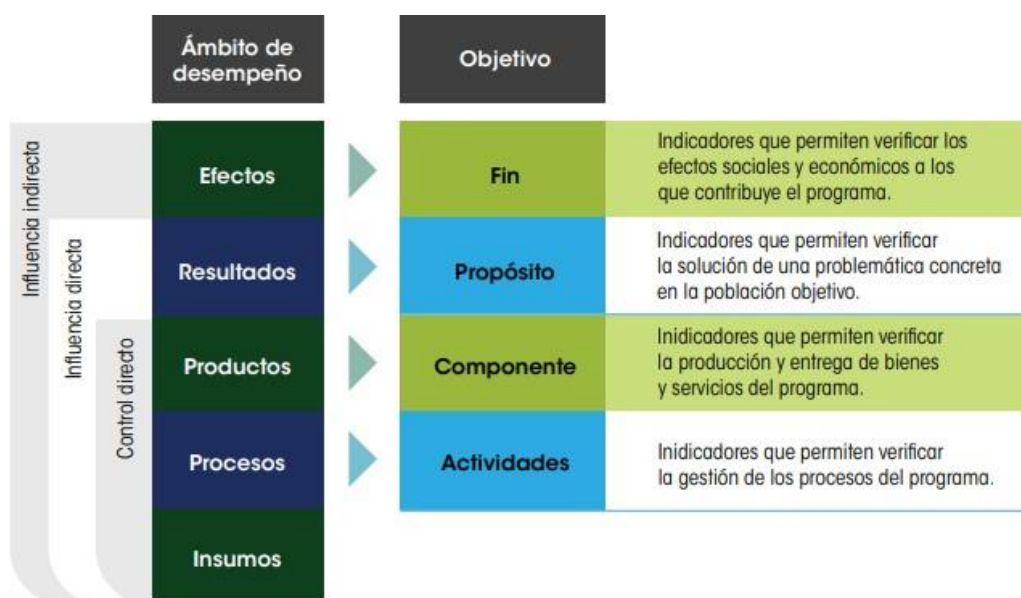 Ámbito de
desempeño
Objetivo
Influencia indirecta
Influencia directa
Control directo
Efectos
Fin
Indicadores que permiten verificar los
efectos sociales y económicos a los
que contribuye el programa.
Resultados
Propósito
Indicadores que permiten verificar
la solución de una problemática concreta
en la población objetivo.
Productos
Componente
Inidicadores que permiten verificar
la producción y entrega de bienes
y servicios del programa.
Procesos
Actividades
Inidicadores que permiten verificar
la gestión de los procesos del programa.
Insumos